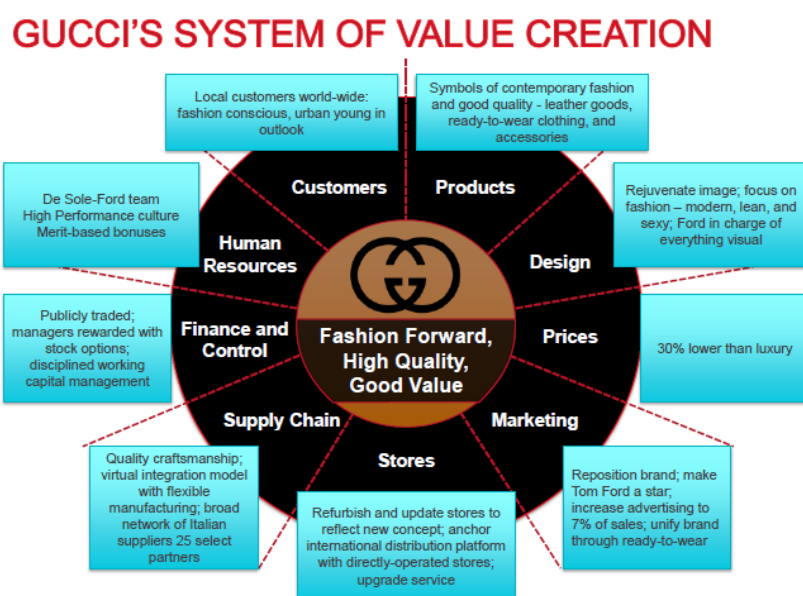 GUCCI'S SYSTEM OF VALUE CREATION
Local customers world-wide:
fashion conscious, urban young in
outlook
Symbols of contemporary fashion
and good quality - leather goods,
ready-to-wear clothing, and
accessories
Customers
Products
De Sole-Ford team
High Performance culture
Merit-based bonuses
Rejuvenate image; focus on
fashion – modern, lean, and
sexy; Ford in charge of
everything visual
Human
Resources
Design
Publicly traded;
managers rewarded with
stock options;
disciplined working
capital management
Finance and
Control
Fashion Forward,
High Quality,
Good Value
Prices
30% lower than luxury
Supply Chain
Marketing
Stores
Quality craftsmanship;
virtual integration model
with flexible
manufacturing; broad
network of Italian
suppliers 25 select
partners
Refurbish and update stores to
reflect new concept; anchor
international distribution platform
with directly-operated stores;
upgrade service
Reposition brand; make
Tom Ford a star;
increase advertising to
7% of sales; unify brand
through ready-to-wear